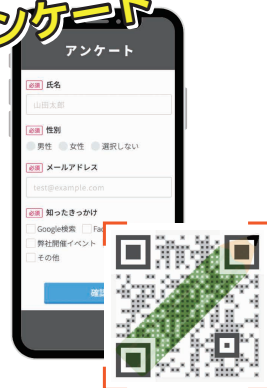 ンケート
アンケート
必須 氏名
山田太郎
必須 性別
男性 女性 選択しない
必須 メールアドレス
test@example.com
必須 知ったきっかけ
Google検索
弊社開催イベント
その他
確認